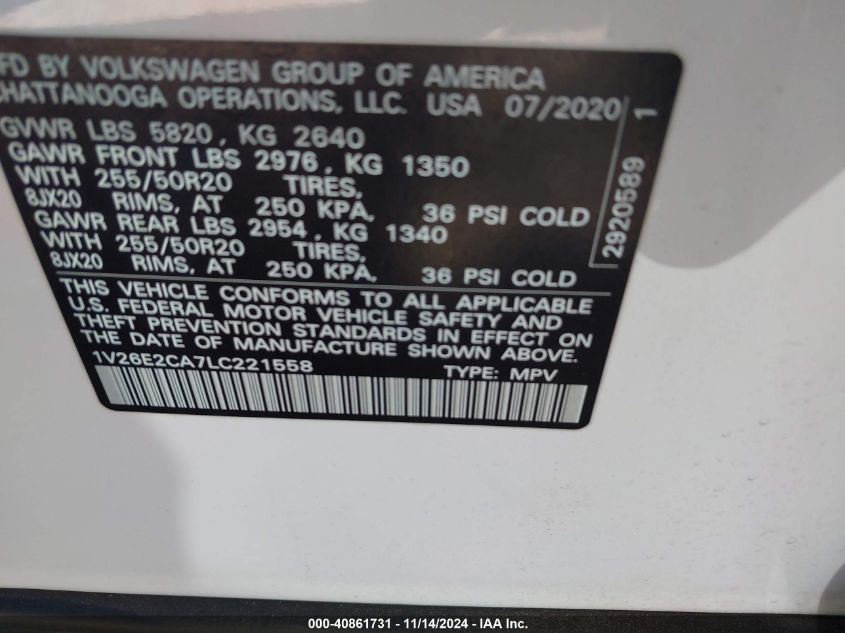 FD BY VOLKSWAGEN GROUP OF AMERICA
HATTANOOGA OPERATIONS, LLC. USA 07/2020
GVWR LBS 5820, KG 2640
GAWR FRONT LBS 2976, KG 1350
WITH 255/50R20 TIRES,
8JX20 RIMS, AT 250 KPA, 36 PSI COLD
GAWR REAR LBS 2954, KG 1340
WITH 255/50R20 TIRES,
8JX20 RIMS, AT 250 KPA, 36 PSI COLD
THIS VEHICLE CONFORMS TO ALL APPLICABLE
U.S. FEDERAL MOTOR VEHICLE SAFETY AND
THEFT PREVENTION STANDARDS IN EFFECT ON
THE DATE OF MANUFACTURE SHOWN ABOVE.
1V26E2CA7LC221558 TYPE: MPV
2920589 1
000-40861731 - 11/14/2024 - IAA Inc.